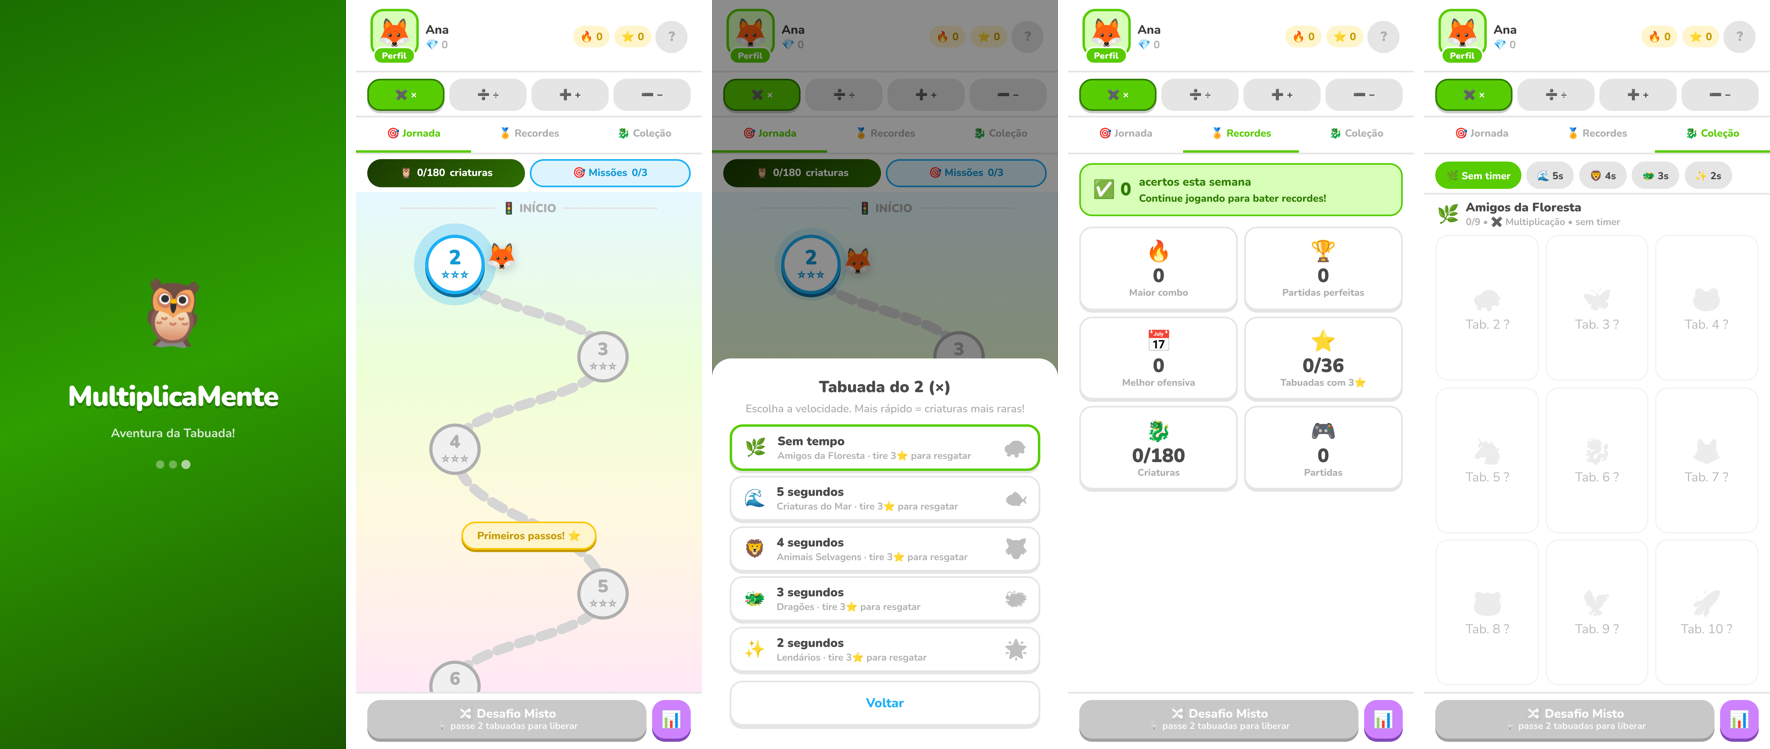 MultiplicaMente
Aventura da Tabuada!
Ana
💎 0
🔥 0
⭐ 0
?
Perfil
✖ ×
➗ ÷
➕ +
➖ −
🎯 Jornada
🏅 Recordes
🐉 Coleção
🦉 0/180 criaturas
🎯 Missões 0/3
🚦 INÍCIO
2
☆☆☆
3
☆☆☆
4
☆☆☆
Primeiros passos! ⭐
5
☆☆☆
6
🔀 Desafio Misto
passe 2 tabuadas para liberar
Ana
💎 0
🔥 0
⭐ 0
?
Perfil
✖ ×
➗ ÷
➕ +
➖ −
🎯 Jornada
🏅 Recordes
🐉 Coleção
🦉 0/180 criaturas
🎯 Missões 0/3
🚦 INÍCIO
2
☆☆☆
3
Tabuada do 2 (×)
Escolha a velocidade. Mais rápido = criaturas mais raras!
Sem tempo
Amigos da Floresta · tire 3⭐ para resgatar
5 segundos
Criaturas do Mar · tire 3⭐ para resgatar
4 segundos
Animais Selvagens · tire 3⭐ para resgatar
3 segundos
Dragões · tire 3⭐ para resgatar
2 segundos
Lendários · tire 3⭐ para resgatar
Voltar
Ana
💎 0
🔥 0
⭐ 0
?
Perfil
✖ ×
➗ ÷
➕ +
➖ −
🎯 Jornada
🏅 Recordes
🐉 Coleção
✅ 0 acertos esta semana
Continue jogando para bater recordes!
0
Maior combo
0
Partidas perfeitas
July
17
0
Melhor ofensiva
0/36
Tabuadas com 3⭐
0/180
Criaturas
0
Partidas
🔀 Desafio Misto
passe 2 tabuadas para liberar
Ana
💎 0
🔥 0
⭐ 0
?
Perfil
✖ ×
➗ ÷
➕ +
➖ −
🎯 Jornada
🏅 Recordes
🐉 Coleção
🌿 Sem timer
🌊 5s
🦁 4s
🐲 3s
✨ 2s
Amigos da Floresta
0/9 • ✖ Multiplicação • sem timer
Tab. 2 ?
Tab. 3 ?
Tab. 4 ?
Tab. 5 ?
Tab. 6 ?
Tab. 7 ?
Tab. 8 ?
Tab. 9 ?
Tab. 10 ?
🔀 Desafio Misto
passe 2 tabuadas para liberar